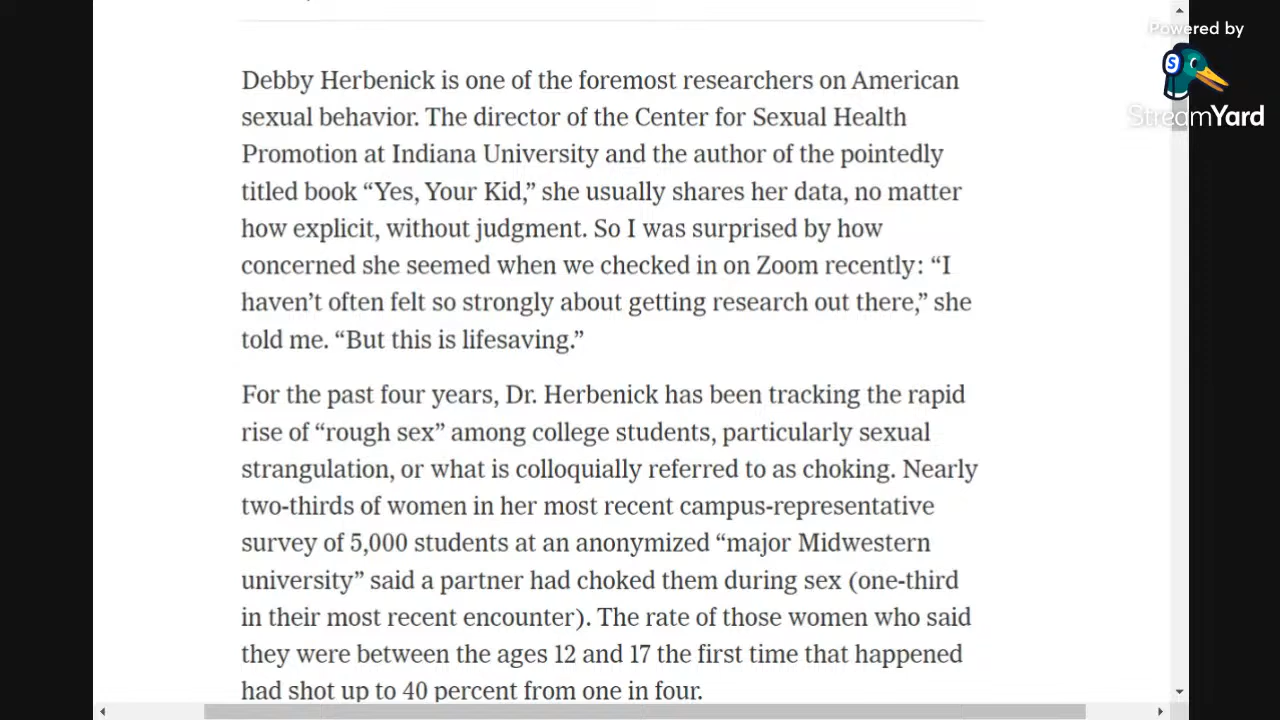 Powered by
StreamYard
Debby Herbenick is one of the foremost researchers on American
sexual behavior. The director of the Center for Sexual Health
Promotion at Indiana University and the author of the pointedly
titled book “Yes, Your Kid,” she usually shares her data, no matter
how explicit, without judgment. So I was surprised by how
concerned she seemed when we checked in on Zoom recently: “I
haven’t often felt so strongly about getting research out there,” she
told me. “But this is lifesaving.”
For the past four years, Dr. Herbenick has been tracking the rapid
rise of “rough sex” among college students, particularly sexual
strangulation, or what is colloquially referred to as choking. Nearly
two-thirds of women in her most recent campus-representative
survey of 5,000 students at an anonymized “major Midwestern
university” said a partner had choked them during sex (one-third
in their most recent encounter). The rate of those women who said
they were between the ages 12 and 17 the first time that happened
had shot up to 40 percent from one in four.